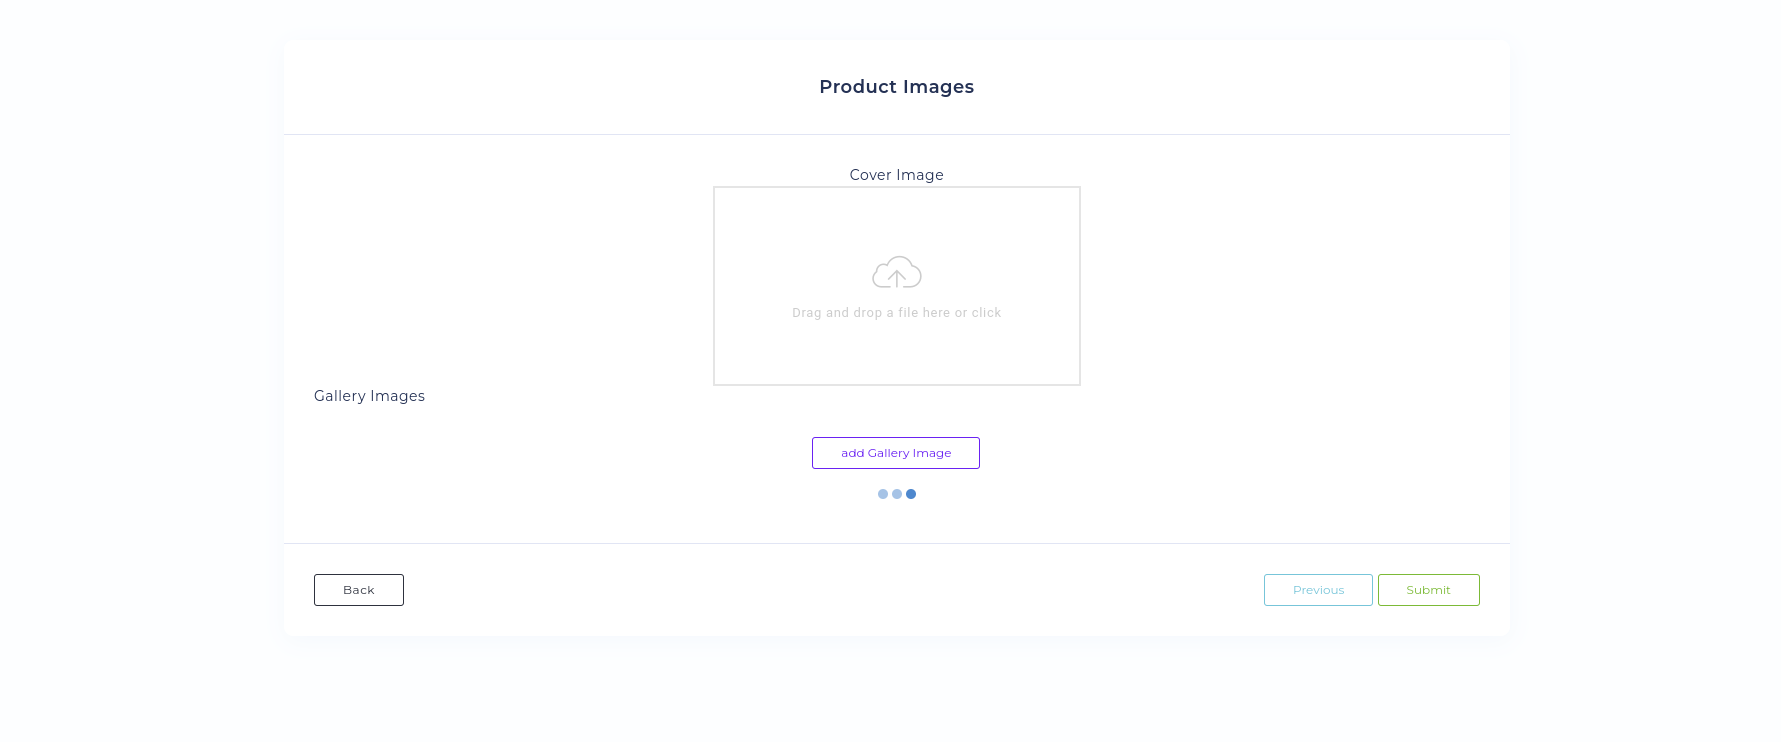 Product Images
Cover Image
Drag and drop a file here or click
Gallery Images
add Gallery Image
Back
Previous
Submit